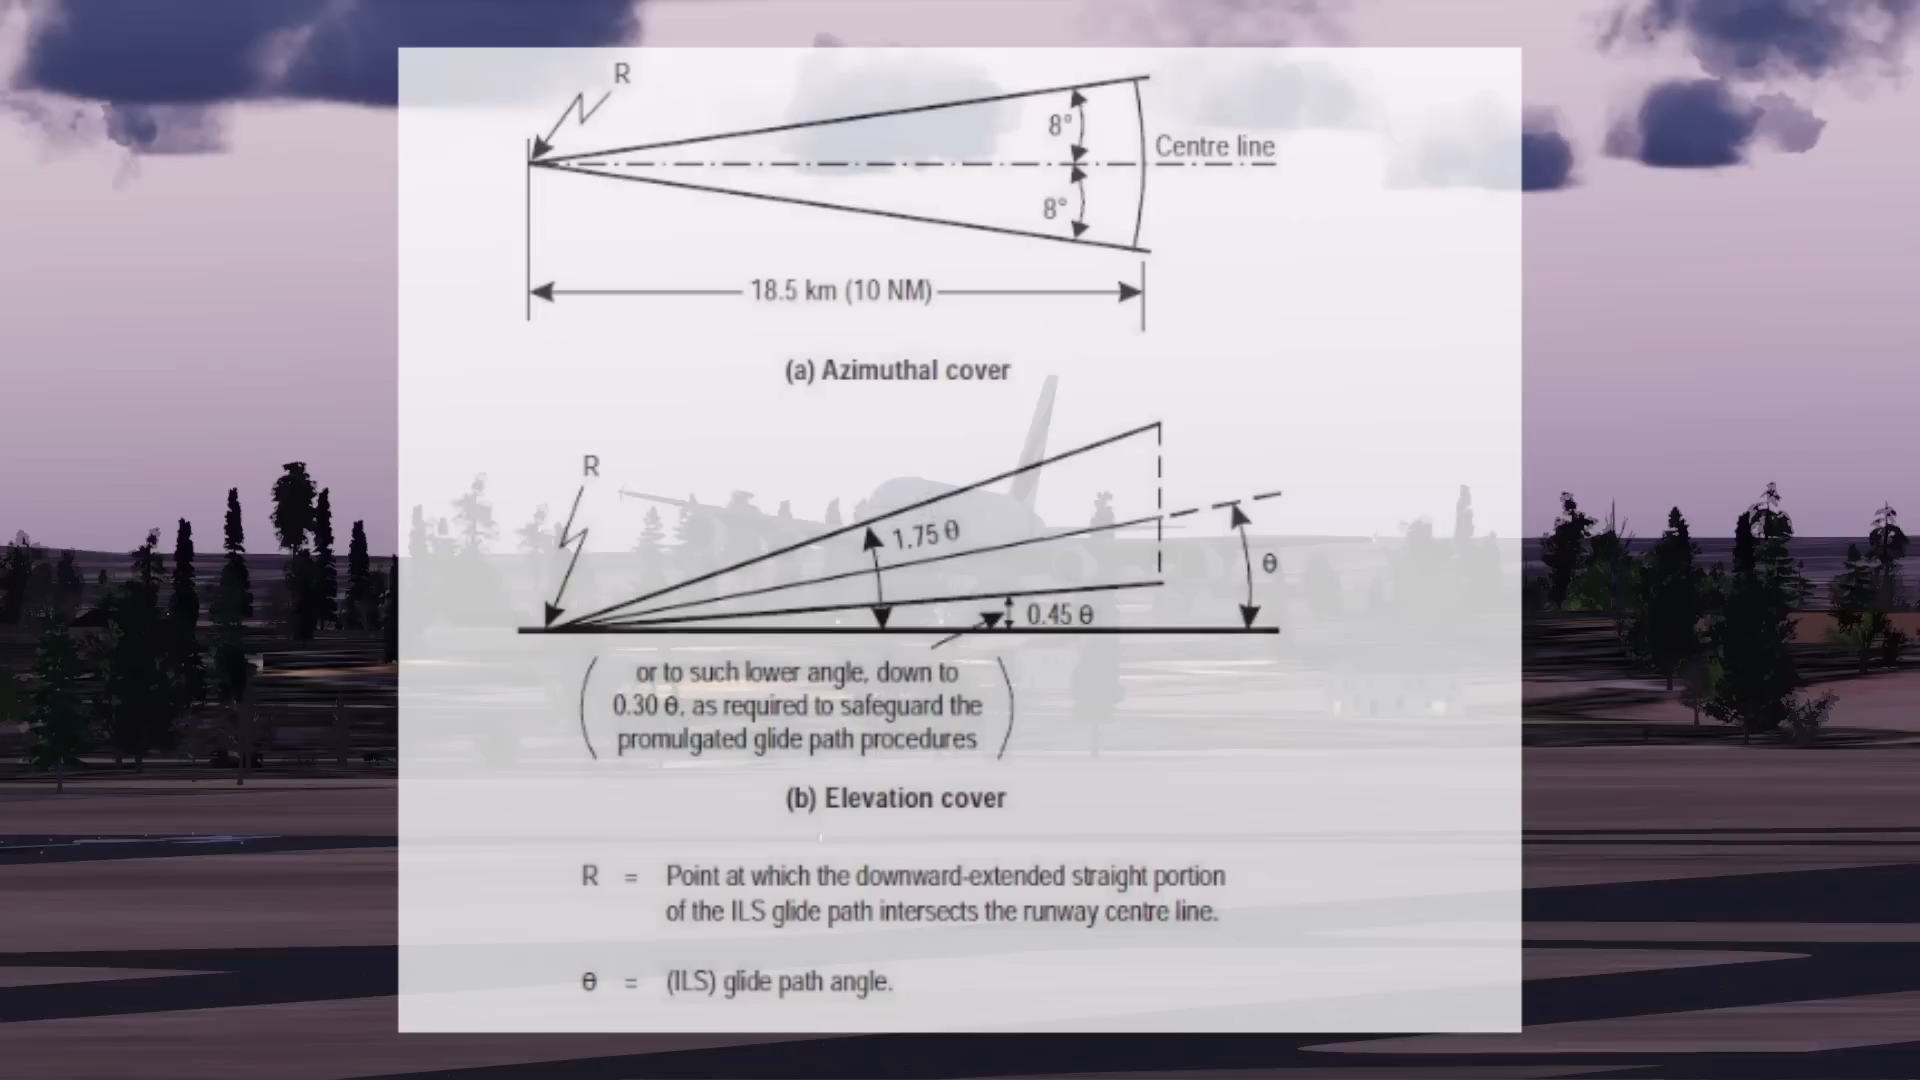 R
8°
Centre line
8°
18.5 km (10 NM)
(a) Azimuthal cover
R
1.75 θ
θ
0.45 θ
or to such lower angle, down to
0.30 θ, as required to safeguard the
promulgated glide path procedures
(b) Elevation cover
R = Point at which the downward-extended straight portion
of the ILS glide path intersects the runway centre line.
θ = (ILS) glide path angle.